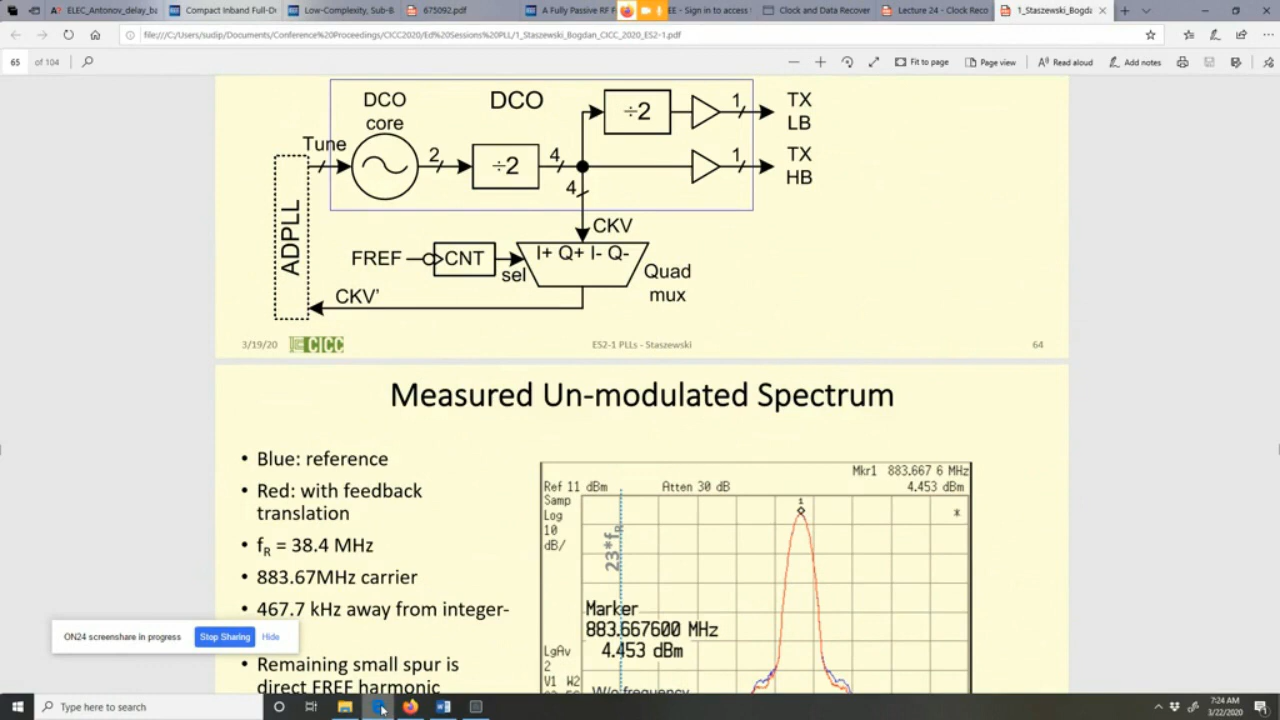 ELEC_Antonov_delay_ba
Compact Inband Full-Du
Low-Complexity, Sub-B
675092.pdf
A Fully Passive RF F
EE - Sign in to access
Clock and Data Recover
Lecture 24 - Clock Reco
1_Staszewski_Bogda
file:///C:/Users/sudip/Documents/Conference%20Proceedings/CICC2020/Ed%20Sessions%20PLL/1_Staszewski_Bogdan_CICC_2020_ES2-1.pdf
65 of 104
Fit to page
Page view
Read aloud
Add notes
DCO
core
DCO
÷2
1
TX
LB
Tune
2
÷2
4
1
TX
HB
4
ADPLL
CKV
FREF
CNT
sel
I+ Q+ I- Q-
Quad
mux
CKV'
3/19/20
CICC
ES2-1 PLLs - Staszewski
64
Measured Un-modulated Spectrum
• Blue: reference
• Red: with feedback
translation
• fR = 38.4 MHz
• 883.67MHz carrier
• 467.7 kHz away from integer-
• Remaining small spur is
direct FREF harmonic
Mkr1 883.667 6 MHz
Ref 11 dBm
Atten 30 dB
4.453 dBm
Samp
Log
10
dB/
1
*
23*fR
Marker
883.667600 MHz
4.453 dBm
LgAv
2
V1 W2
W/o frequency
ON24 screenshare in progress
Stop Sharing
Hide
Type here to search
7:24 AM
3/22/2020